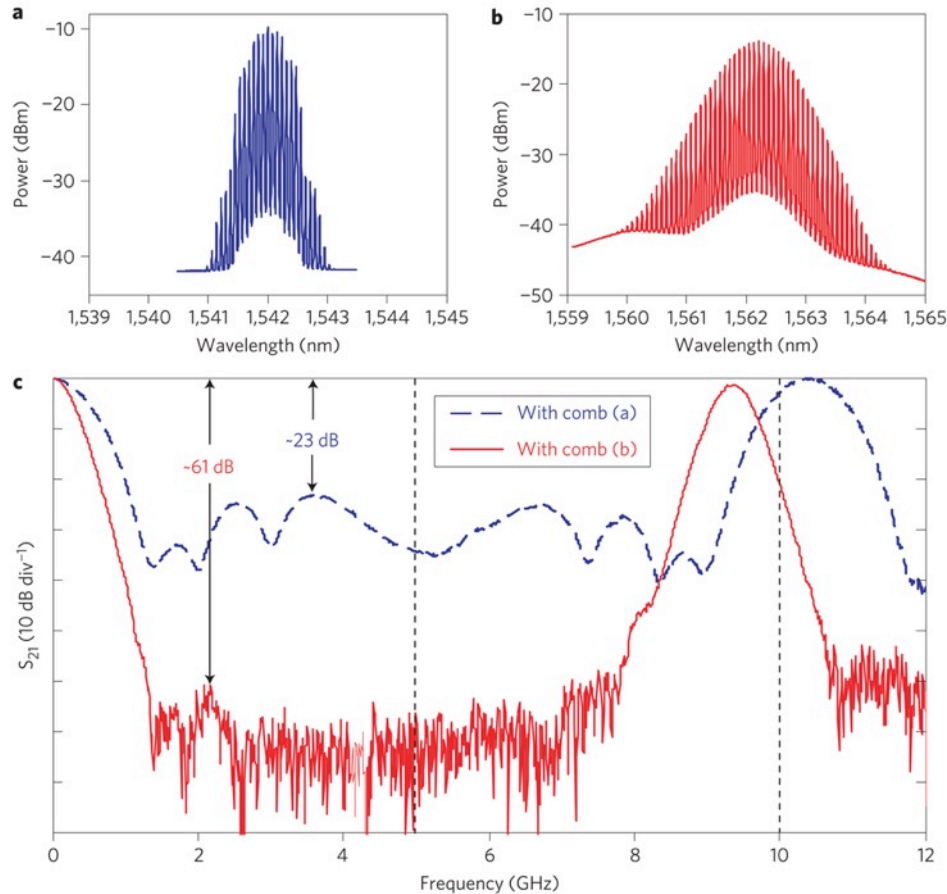 a
−10
−20
−30
−40
Power (dBm)
1,539 1,540 1,541 1,542 1,543 1,544 1,545
Wavelength (nm)
b
−10
−20
−30
−40
−50
Power (dBm)
1,559 1,560 1,561 1,562 1,563 1,564 1,565
Wavelength (nm)
c
With comb (a)
With comb (b)
~23 dB
~61 dB
S21 (10 dB div−1)
0 2 4 6 8 10 12
Frequency (GHz)